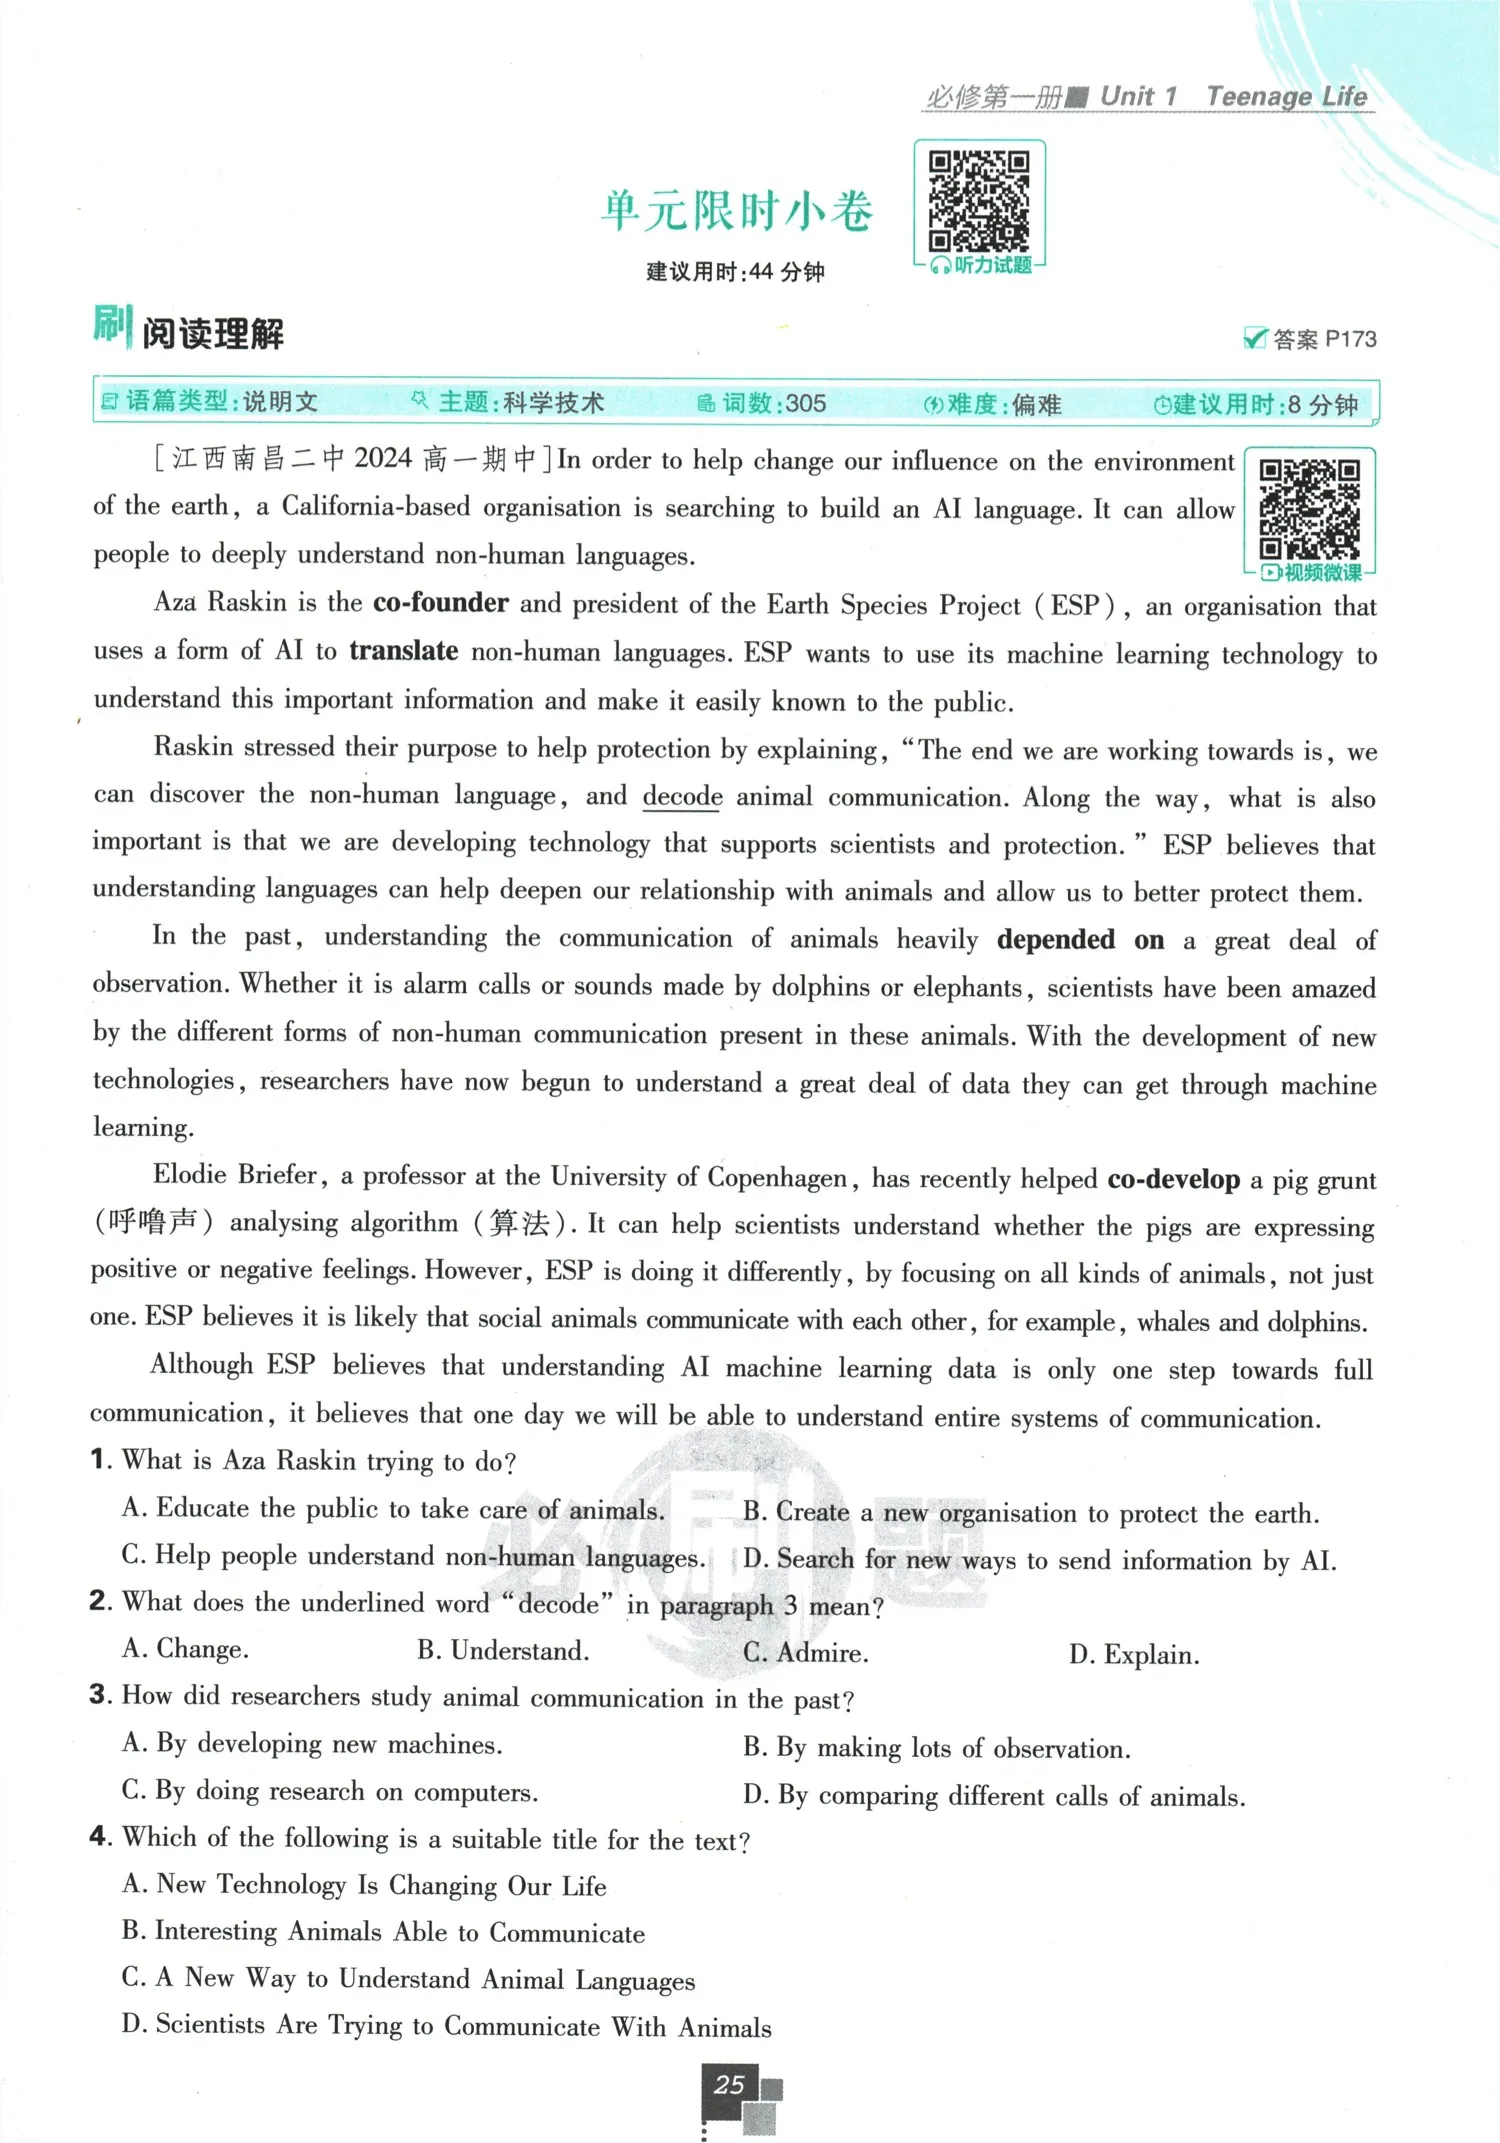 必修第一册 Unit 1 Teenage Life
单元限时小卷
听力试题
建议用时:44 分钟
刷 阅读理解
答案 P173
语篇类型:说明文 主题:科学技术 词数:305 难度:偏难 建议用时:8 分钟
[江西南昌二中 2024 高一期中]In order to help change our influence on the environment
of the earth, a California-based organisation is searching to build an AI language. It can allow
people to deeply understand non-human languages.
视频微课
Aza Raskin is the co-founder and president of the Earth Species Project (ESP), an organisation that
uses a form of AI to translate non-human languages. ESP wants to use its machine learning technology to
understand this important information and make it easily known to the public.
Raskin stressed their purpose to help protection by explaining, “The end we are working towards is, we
can discover the non-human language, and decode animal communication. Along the way, what is also
important is that we are developing technology that supports scientists and protection. ” ESP believes that
understanding languages can help deepen our relationship with animals and allow us to better protect them.
In the past, understanding the communication of animals heavily depended on a great deal of
observation. Whether it is alarm calls or sounds made by dolphins or elephants, scientists have been amazed
by the different forms of non-human communication present in these animals. With the development of new
technologies, researchers have now begun to understand a great deal of data they can get through machine
learning.
Elodie Briefer, a professor at the University of Copenhagen, has recently helped co-develop a pig grunt
(呼噜声) analysing algorithm (算法). It can help scientists understand whether the pigs are expressing
positive or negative feelings. However, ESP is doing it differently, by focusing on all kinds of animals, not just
one. ESP believes it is likely that social animals communicate with each other, for example, whales and dolphins.
Although ESP believes that understanding AI machine learning data is only one step towards full
communication, it believes that one day we will be able to understand entire systems of communication.
1. What is Aza Raskin trying to do?
A. Educate the public to take care of animals. B. Create a new organisation to protect the earth.
C. Help people understand non-human languages. D. Search for new ways to send information by AI.
2. What does the underlined word “decode” in paragraph 3 mean?
A. Change. B. Understand. C. Admire. D. Explain.
3. How did researchers study animal communication in the past?
A. By developing new machines. B. By making lots of observation.
C. By doing research on computers. D. By comparing different calls of animals.
4. Which of the following is a suitable title for the text?
A. New Technology Is Changing Our Life
B. Interesting Animals Able to Communicate
C. A New Way to Understand Animal Languages
D. Scientists Are Trying to Communicate With Animals
必刷题
25